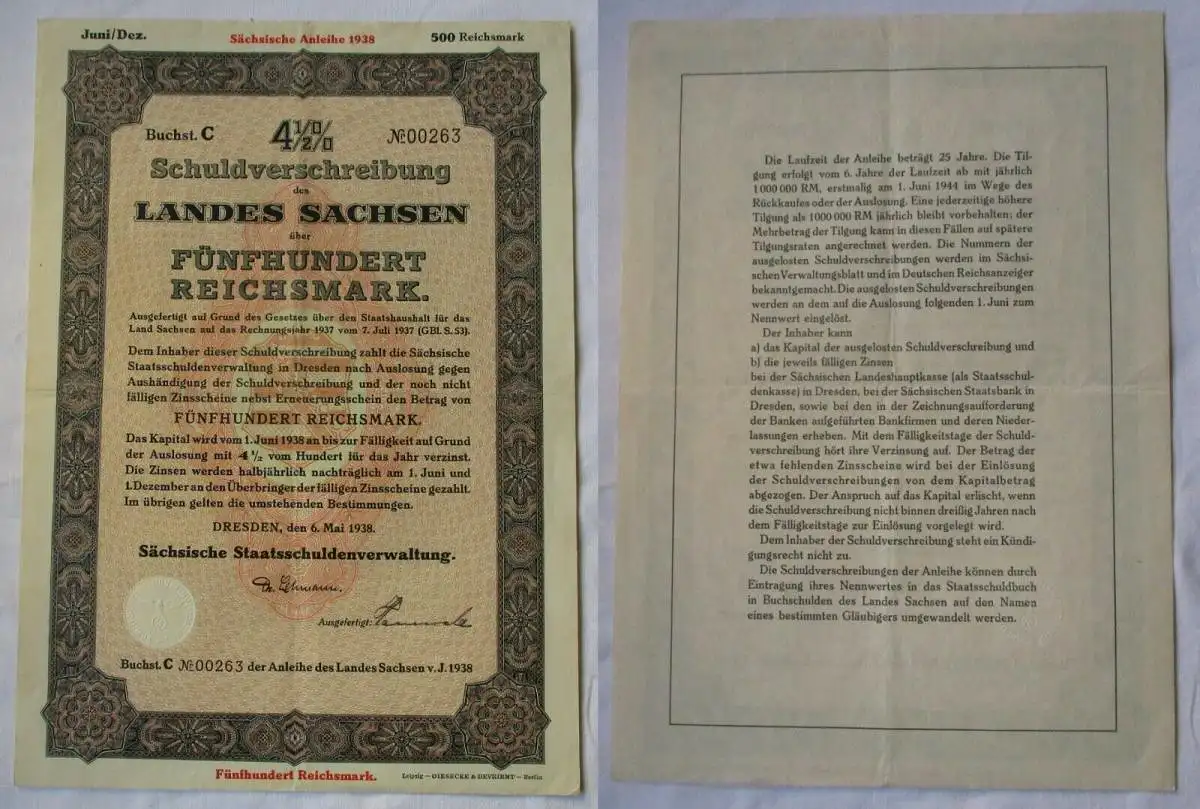 Juni/Dez.
Sächsische Anleihe 1938
500 Reichsmark
Buchst. C 4½% № 00263
Schuldverschreibung
des
LANDES SACHSEN
über
FÜNFHUNDERT
REICHSMARK.
Ausgefertigt auf Grund des Gesetzes über den Staatshaushalt für das
Land Sachsen auf das Rechnungsjahr 1937 vom 7. Juli 1937 (GBl. S. 53).
Dem Inhaber dieser Schuldverschreibung zahlt die Sächsische
Staatsschuldenverwaltung in Dresden nach Auslosung gegen
Aushändigung der Schuldverschreibung und der noch nicht
fälligen Zinsscheine nebst Erneuerungsschein den Betrag von
FÜNFHUNDERT REICHSMARK.
Das Kapital wird vom 1. Juni 1938 an bis zur Fälligkeit auf Grund
der Auslosung mit 4½ vom Hundert für das Jahr verzinst.
Die Zinsen werden halbjährlich nachträglich am 1. Juni und
1. Dezember an den Überbringer der fälligen Zinsscheine gezahlt.
Im übrigen gelten die umstehenden Bestimmungen.
DRESDEN, den 6. Mai 1938.
Sächsische Staatsschuldenverwaltung.
Dr. Lehmann.
Ausgefertigt:
Buchst. C № 00263 der Anleihe des Landes Sachsen v. J. 1938
Fünfhundert Reichsmark.
Leipzig — GIESECKE & DEVRIENT — Berlin
Die Laufzeit der Anleihe beträgt 25 Jahre. Die Til-
gung erfolgt vom 6. Jahre der Laufzeit ab mit jährlich
1 000 000 RM, erstmalig am 1. Juni 1944 im Wege des
Rückkaufes oder der Auslosung. Eine jederzeitige höhere
Tilgung als 1 000 000 RM jährlich bleibt vorbehalten; der
Mehrbetrag der Tilgung kann in diesen Fällen auf spätere
Tilgungsraten angerechnet werden. Die Nummern der
ausgelosten Schuldverschreibungen werden im Sächsi-
schen Verwaltungsblatt und im Deutschen Reichsanzeiger
bekanntgemacht. Die ausgelosten Schuldverschreibungen
werden an dem auf die Auslosung folgenden 1. Juni zum
Nennwert eingelöst.
Der Inhaber kann
a) das Kapital der ausgelosten Schuldverschreibung und
b) die jeweils fälligen Zinsen
bei der Sächsischen Landeshauptkasse (als Staatsschul-
denkasse) in Dresden, bei der Sächsischen Staatsbank in
Dresden, sowie bei den in der Zeichnungsaufforderung
der Banken aufgeführten Bankfirmen und deren Nieder-
lassungen erheben. Mit dem Fälligkeitstage der Schuld-
verschreibung hört ihre Verzinsung auf. Der Betrag der
etwa fehlenden Zinsscheine wird bei der Einlösung
der Schuldverschreibungen von dem Kapitalbetrag
abgezogen. Der Anspruch auf das Kapital erlischt, wenn
die Schuldverschreibung nicht binnen dreißig Jahren nach
dem Fälligkeitstage zur Einlösung vorgelegt wird.
Dem Inhaber der Schuldverschreibung steht ein Kündi-
gungsrecht nicht zu.
Die Schuldverschreibungen der Anleihe können durch
Eintragung ihres Nennwertes in das Staatsschuldbuch
in Buchschulden des Landes Sachsen auf den Namen
eines bestimmten Gläubigers umgewandelt werden.